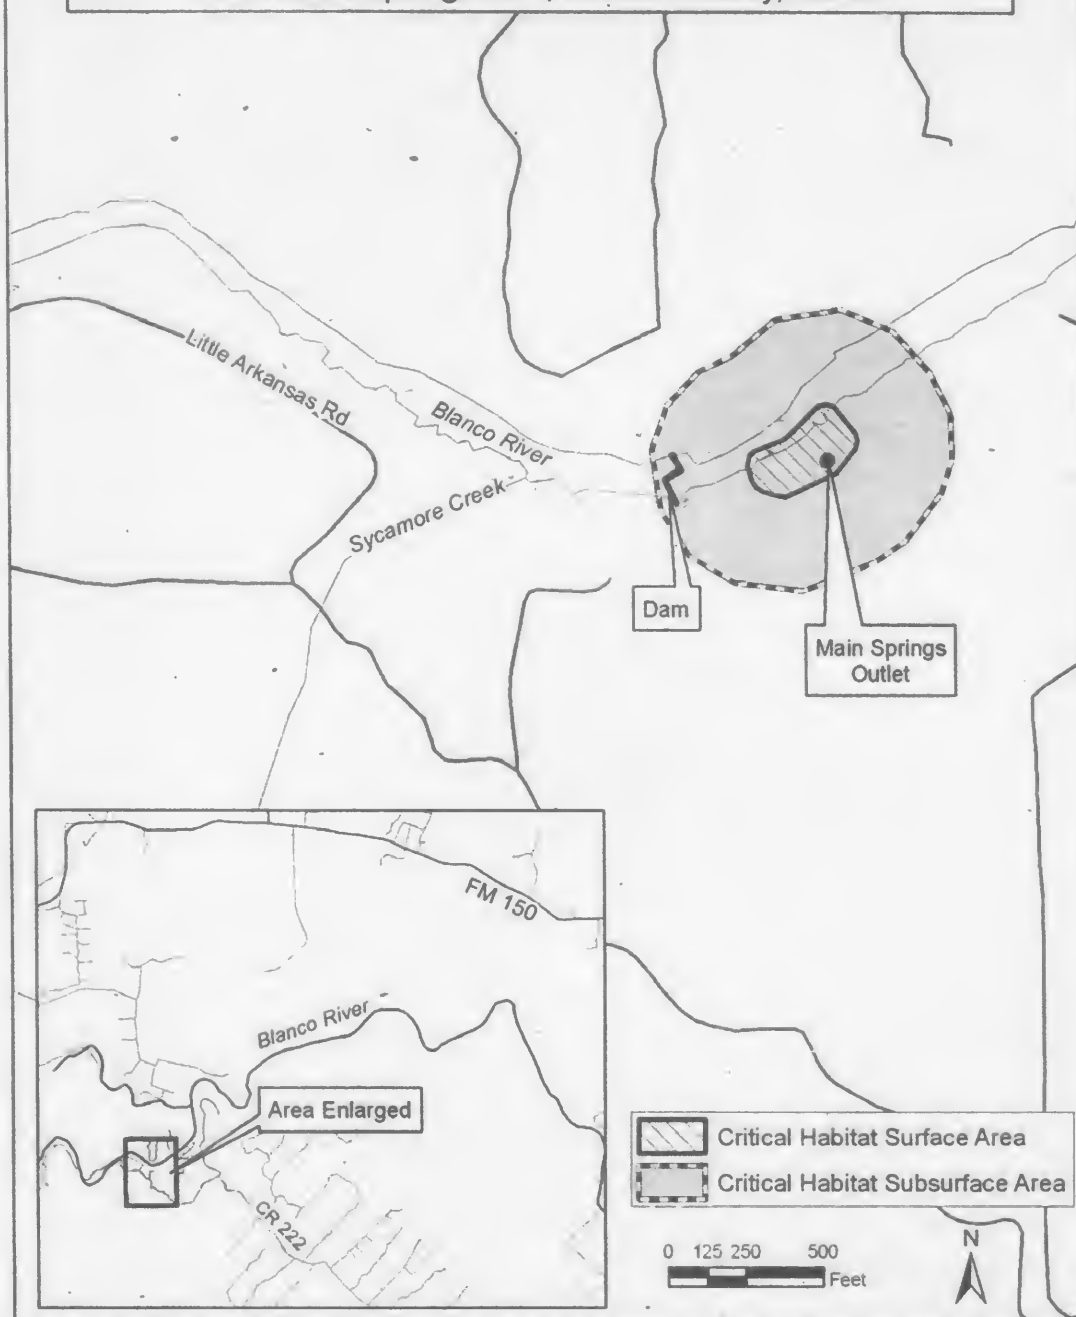 Little Arkansas Rd
Blanco River
Sycamore Creek
Dam
Main Springs
Outlet
FM 150
Blanco River
Area Enlarged
CR 222
Critical Habitat Surface Area
Critical Habitat Subsurface Area
0 125 250 500
Feet
N